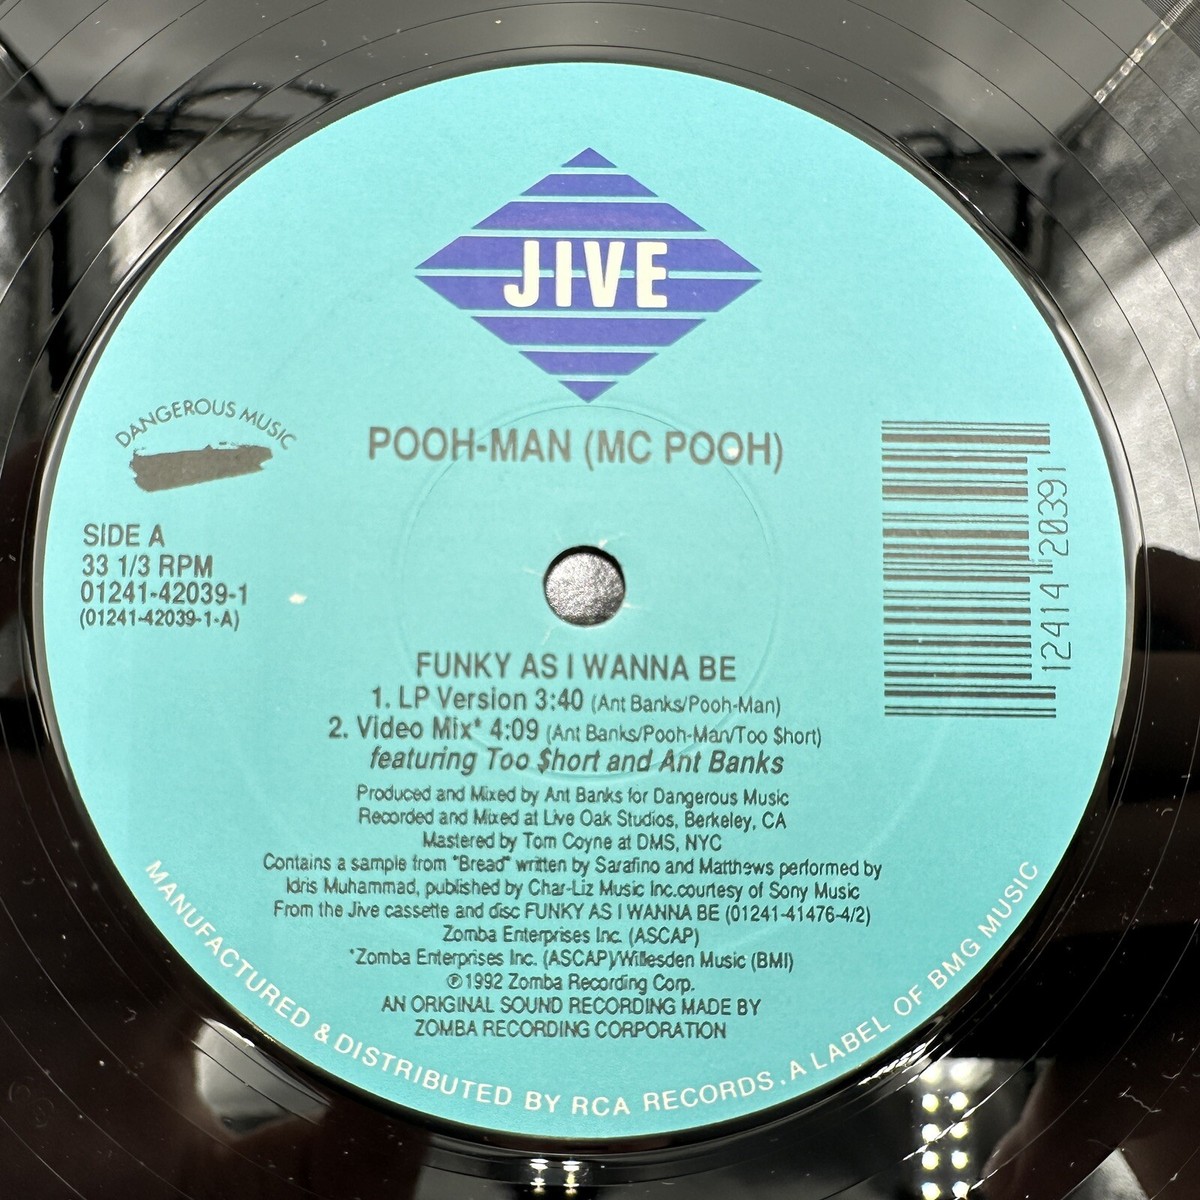 JIVE
DANGEROUS MUSIC
POOH-MAN (MC POOH)
SIDE A
33 1/3 RPM
01241-42039-1
(01241-42039-1-A)
12414 20391
FUNKY AS I WANNA BE
1. LP Version 3:40 (Ant Banks/Pooh-Man)
2. Video Mix* 4:09 (Ant Banks/Pooh-Man/Too $hort)
featuring Too $hort and Ant Banks
Produced and Mixed by Ant Banks for Dangerous Music
Recorded and Mixed at Live Oak Studios, Berkeley, CA
Mastered by Tom Coyne at DMS, NYC
Contains a sample from "Bread" written by Sarafino and Matthews performed by
Idris Muhammad, published by Char-Liz Music Inc.courtesy of Sony Music
From the Jive cassette and disc FUNKY AS I WANNA BE (01241-41476-4/2)
Zomba Enterprises Inc. (ASCAP)
*Zomba Enterprises Inc. (ASCAP)/Willesden Music (BMI)
℗1992 Zomba Recording Corp.
AN ORIGINAL SOUND RECORDING MADE BY
ZOMBA RECORDING CORPORATION
MANUFACTURED & DISTRIBUTED BY RCA RECORDS. A LABEL OF BMG MUSIC